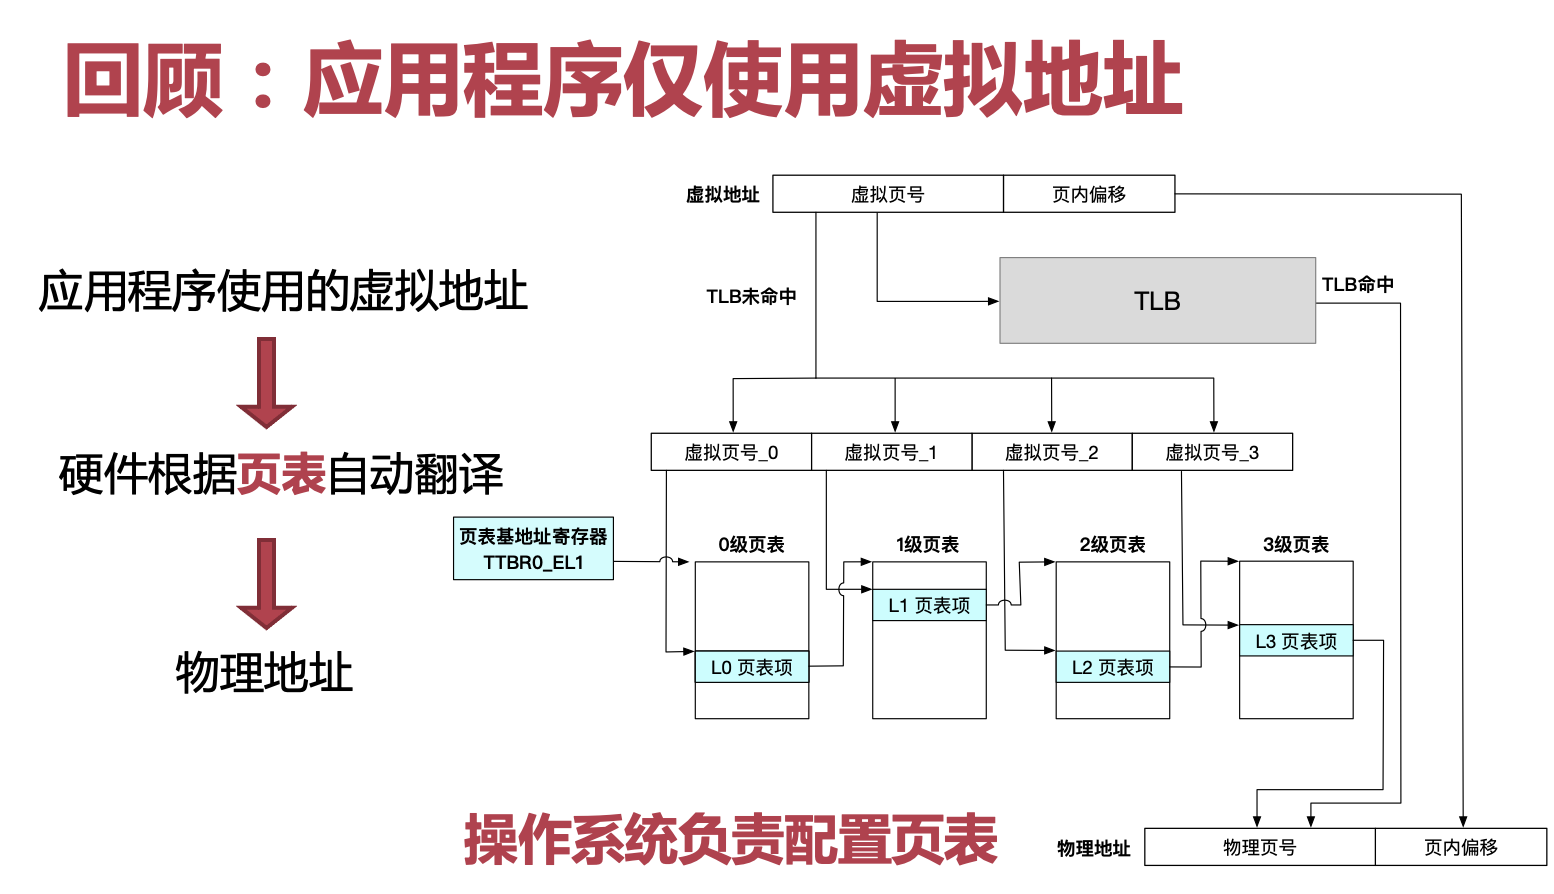 回顾：应用程序仅使用虚拟地址
虚拟地址
虚拟页号
页内偏移
应用程序使用的虚拟地址
TLB未命中
TLB
TLB命中
硬件根据页表自动翻译
虚拟页号_0
虚拟页号_1
虚拟页号_2
虚拟页号_3
页表基地址寄存器
TTBR0_EL1
0级页表
1级页表
2级页表
3级页表
L0 页表项
L1 页表项
L2 页表项
L3 页表项
物理地址
操作系统负责配置页表
物理地址
物理页号
页内偏移